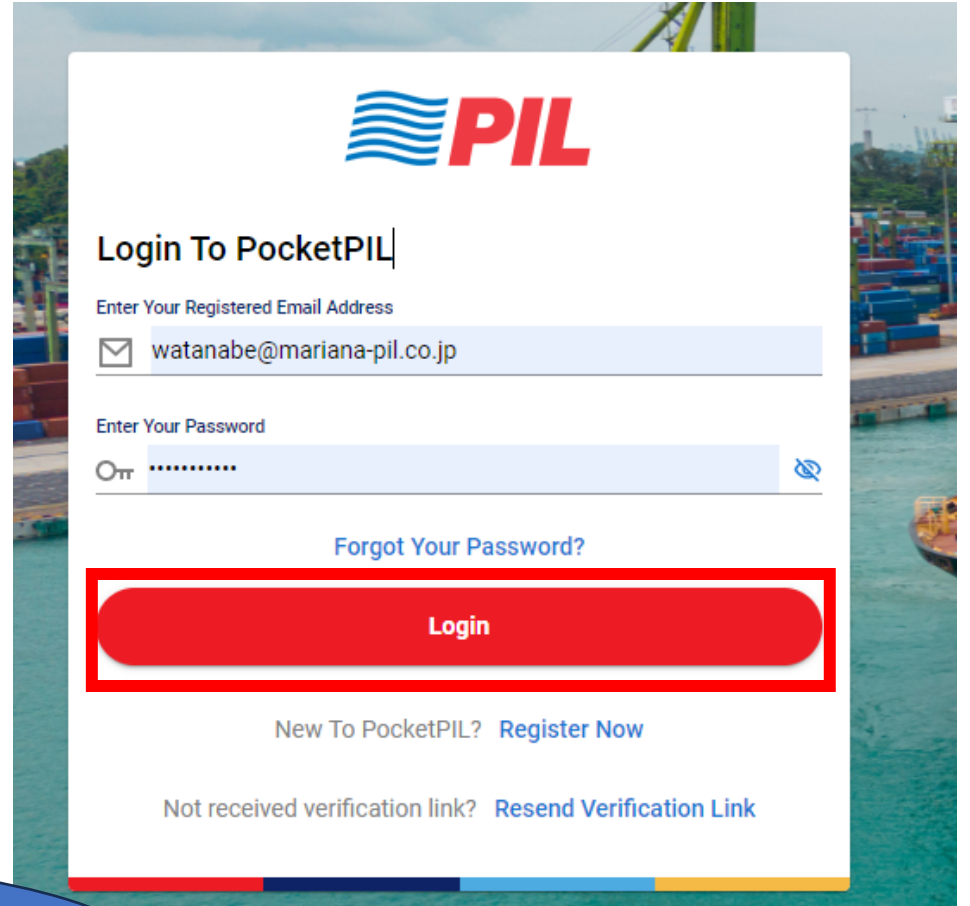 PIL
Login To PocketPIL
Enter Your Registered Email Address
watanabe@mariana-pil.co.jp
Enter Your Password
•••••••••••
Forgot Your Password?
Login
New To PocketPIL? Register Now
Not received verification link? Resend Verification Link